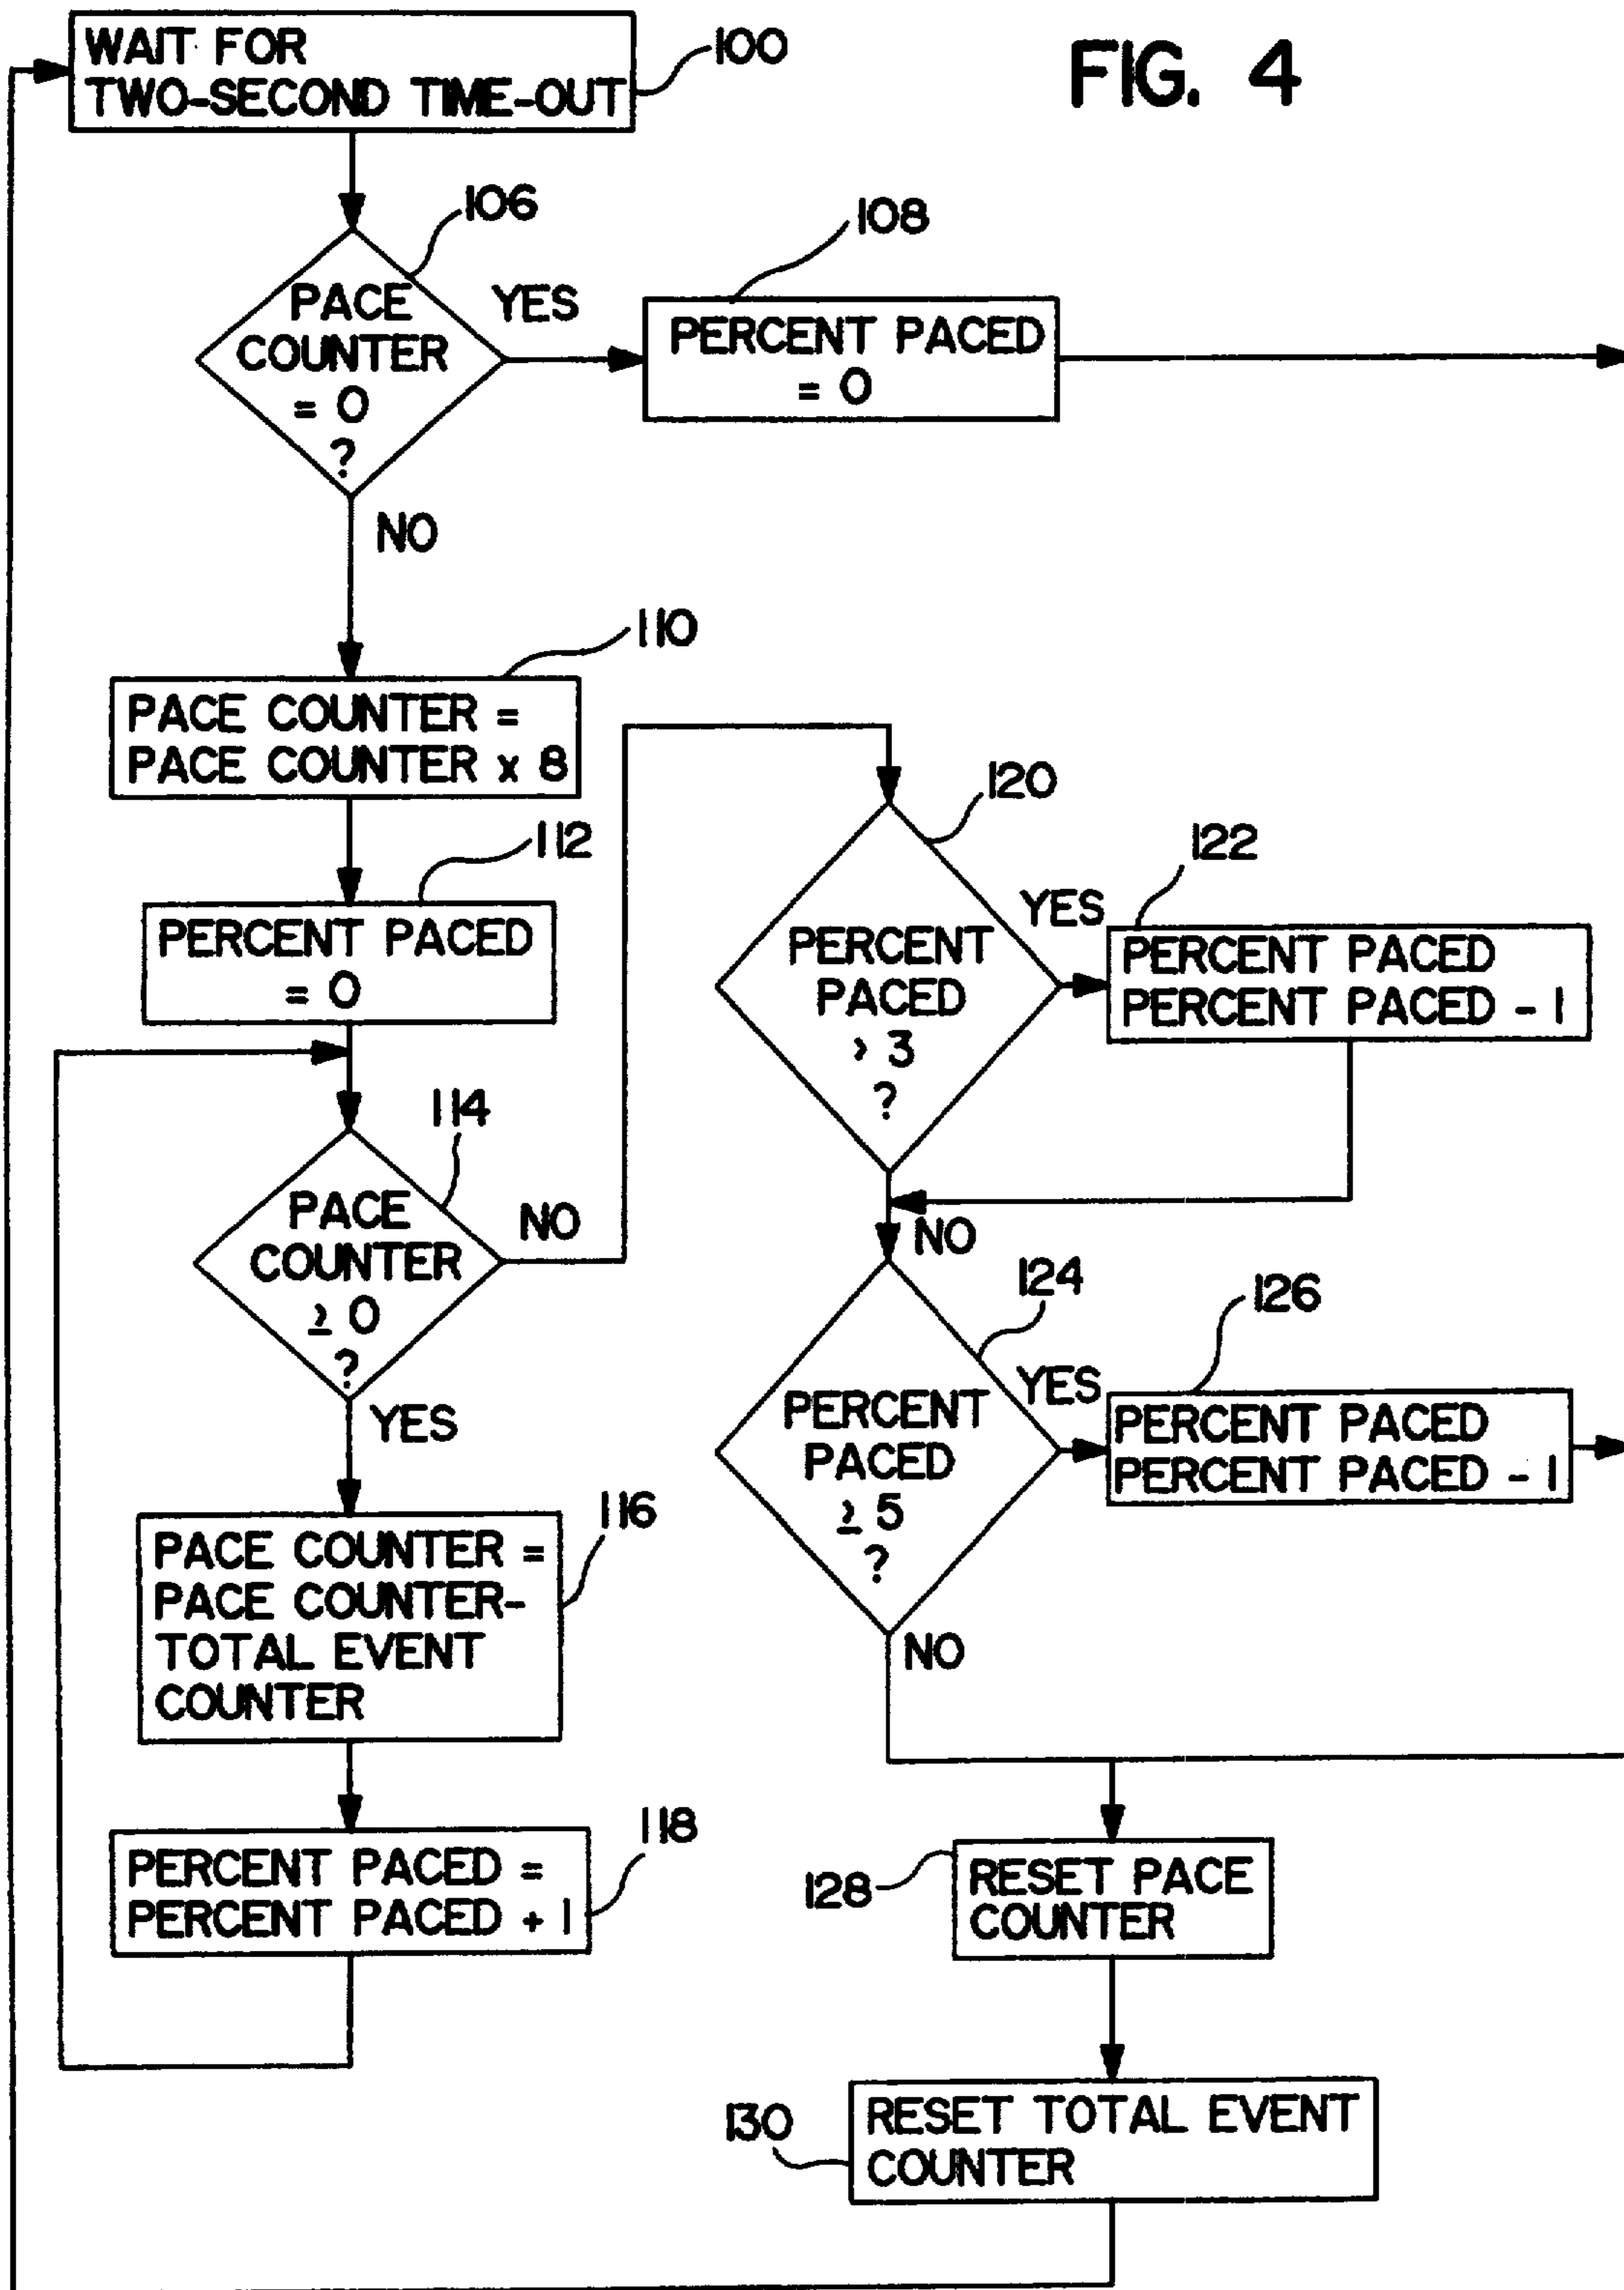 FIG. 4
WAIT FOR
TWO-SECOND TIME-OUT
100
106
PACE
COUNTER
= 0
?
YES
NO
108
PERCENT PACED
= 0
110
PACE COUNTER =
PACE COUNTER x 8
112
PERCENT PACED
= 0
114
PACE
COUNTER
≥ 0
?
NO
YES
116
PACE COUNTER =
PACE COUNTER-
TOTAL EVENT
COUNTER
118
PERCENT PACED =
PERCENT PACED + 1
120
PERCENT
PACED
> 3
?
YES
NO
122
PERCENT PACED
PERCENT PACED - 1
124
PERCENT
PACED
≥ 5
?
YES
NO
126
PERCENT PACED
PERCENT PACED - 1
128
RESET PACE
COUNTER
130
RESET TOTAL EVENT
COUNTER